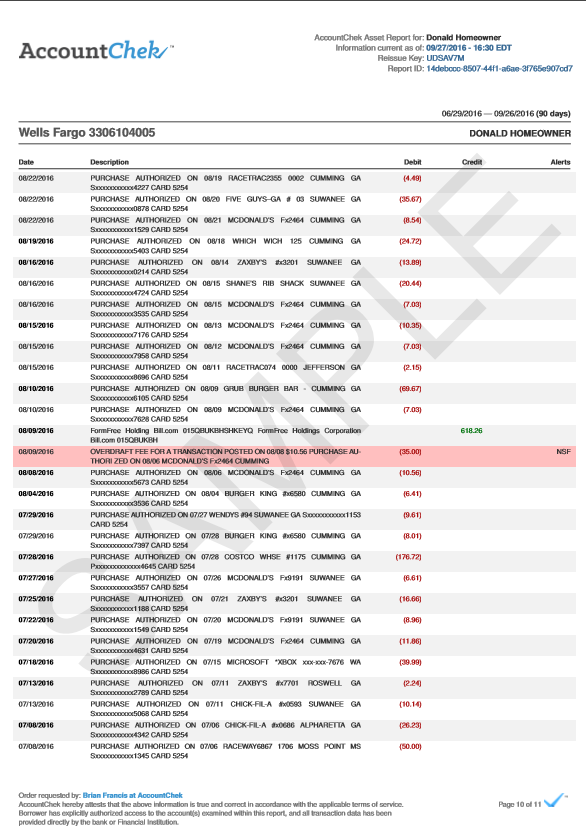 AccountChek™
AccountChek Asset Report for: Donald Homeowner
Information current as of: 09/27/2016 - 16:30 EDT
Reissue Key: UDSAV7M
Report ID: 14debccc-8507-44f1-a6ae-3f765e907cd7
06/29/2016 — 09/26/2016 (90 days)
Wells Fargo 3306104005 DONALD HOMEOWNER
Date Description Debit Credit Alerts
08/22/2016 PURCHASE AUTHORIZED ON 08/19 RACETRAC2355 0002 CUMMING GA (4.49)
Sxxxxxxxxxxx4227 CARD 5254
08/22/2016 PURCHASE AUTHORIZED ON 08/20 FIVE GUYS-GA # 03 SUWANEE GA (35.67)
Sxxxxxxxxxxx0878 CARD 5254
08/22/2016 PURCHASE AUTHORIZED ON 08/21 MCDONALD'S Fx2464 CUMMING GA (8.54)
Sxxxxxxxxxxx1529 CARD 5254
08/19/2016 PURCHASE AUTHORIZED ON 08/18 WHICH WICH 125 CUMMING GA (24.72)
Sxxxxxxxxxxx5403 CARD 5254
08/16/2016 PURCHASE AUTHORIZED ON 08/14 ZAXBY'S #x3201 SUWANEE GA (13.89)
Sxxxxxxxxxxx0214 CARD 5254
08/16/2016 PURCHASE AUTHORIZED ON 08/15 SHANE'S RIB SHACK SUWANEE GA (20.44)
Sxxxxxxxxxxx4724 CARD 5254
08/16/2016 PURCHASE AUTHORIZED ON 08/15 MCDONALD'S Fx2464 CUMMING GA (7.03)
Sxxxxxxxxxxx3535 CARD 5254
08/15/2016 PURCHASE AUTHORIZED ON 08/13 MCDONALD'S Fx2464 CUMMING GA (10.35)
Sxxxxxxxxxxx7176 CARD 5254
08/15/2016 PURCHASE AUTHORIZED ON 08/12 MCDONALD'S Fx2464 CUMMING GA (7.03)
Sxxxxxxxxxxx7958 CARD 5254
08/15/2016 PURCHASE AUTHORIZED ON 08/11 RACETRAC074 0000 JEFFERSON GA (2.15)
Sxxxxxxxxxxx8696 CARD 5254
08/10/2016 PURCHASE AUTHORIZED ON 08/09 GRUB BURGER BAR - CUMMING GA (69.67)
Sxxxxxxxxxxx6105 CARD 5254
08/10/2016 PURCHASE AUTHORIZED ON 08/09 MCDONALD'S Fx2464 CUMMING GA (7.03)
Sxxxxxxxxxxx7628 CARD 5254
08/09/2016 FormFree Holding Bill.com 015QBUKBHSHKEYQ FormFree Holdings Corporation 618.26
Bill.com 015QBUKBH
08/09/2016 OVERDRAFT FEE FOR A TRANSACTION POSTED ON 08/08 $10.56 PURCHASE AU- (35.00) NSF
THORI ZED ON 08/06 MCDONALD'S Fx2464 CUMMING
08/08/2016 PURCHASE AUTHORIZED ON 08/06 MCDONALD'S Fx2464 CUMMING GA (10.56)
Sxxxxxxxxxxx5673 CARD 5254
08/04/2016 PURCHASE AUTHORIZED ON 08/04 BURGER KING #x6580 CUMMING GA (6.41)
Sxxxxxxxxxxx3536 CARD 5254
07/29/2016 PURCHASE AUTHORIZED ON 07/27 WENDYS #94 SUWANEE GA Sxxxxxxxxxxx1153 (9.61)
CARD 5254
07/29/2016 PURCHASE AUTHORIZED ON 07/28 BURGER KING #x6580 CUMMING GA (8.01)
Sxxxxxxxxxxx7397 CARD 5254
07/28/2016 PURCHASE AUTHORIZED ON 07/28 COSTCO WHSE #1175 CUMMING GA (176.72)
Pxxxxxxxxxxxxx4645 CARD 5254
07/27/2016 PURCHASE AUTHORIZED ON 07/26 MCDONALD'S Fx9191 SUWANEE GA (6.61)
Sxxxxxxxxxxx3557 CARD 5254
07/25/2016 PURCHASE AUTHORIZED ON 07/21 ZAXBY'S #x3201 SUWANEE GA (16.66)
Sxxxxxxxxxxx1188 CARD 5254
07/22/2016 PURCHASE AUTHORIZED ON 07/20 MCDONALD'S Fx9191 SUWANEE GA (8.96)
Sxxxxxxxxxxx1549 CARD 5254
07/20/2016 PURCHASE AUTHORIZED ON 07/19 MCDONALD'S Fx2464 CUMMING GA (11.86)
Sxxxxxxxxxxx4631 CARD 5254
07/18/2016 PURCHASE AUTHORIZED ON 07/15 MICROSOFT *XBOX xxx-xxx-7676 WA (39.99)
Sxxxxxxxxxxx8986 CARD 5254
07/13/2016 PURCHASE AUTHORIZED ON 07/11 ZAXBY'S #x7701 ROSWELL GA (2.24)
Sxxxxxxxxxxx2789 CARD 5254
07/13/2016 PURCHASE AUTHORIZED ON 07/11 CHICK-FIL-A #x0593 SUWANEE GA (10.14)
Sxxxxxxxxxxx5068 CARD 5254
07/08/2016 PURCHASE AUTHORIZED ON 07/06 CHICK-FIL-A #x0686 ALPHARETTA GA (26.23)
Sxxxxxxxxxxx4342 CARD 5254
07/08/2016 PURCHASE AUTHORIZED ON 07/06 RACEWAY6867 1706 MOSS POINT MS (50.00)
Sxxxxxxxxxxx1345 CARD 5254
SAMPLE
Order requested by: Brian Francis at AccountChek
AccountChek hereby attests that the above information is true and correct in accordance with the applicable terms of service. Page 10 of 11
Borrower has explicitly authorized access to the account(s) examined within this report, and all transaction data has been
provided directly by the bank or Financial Institution.